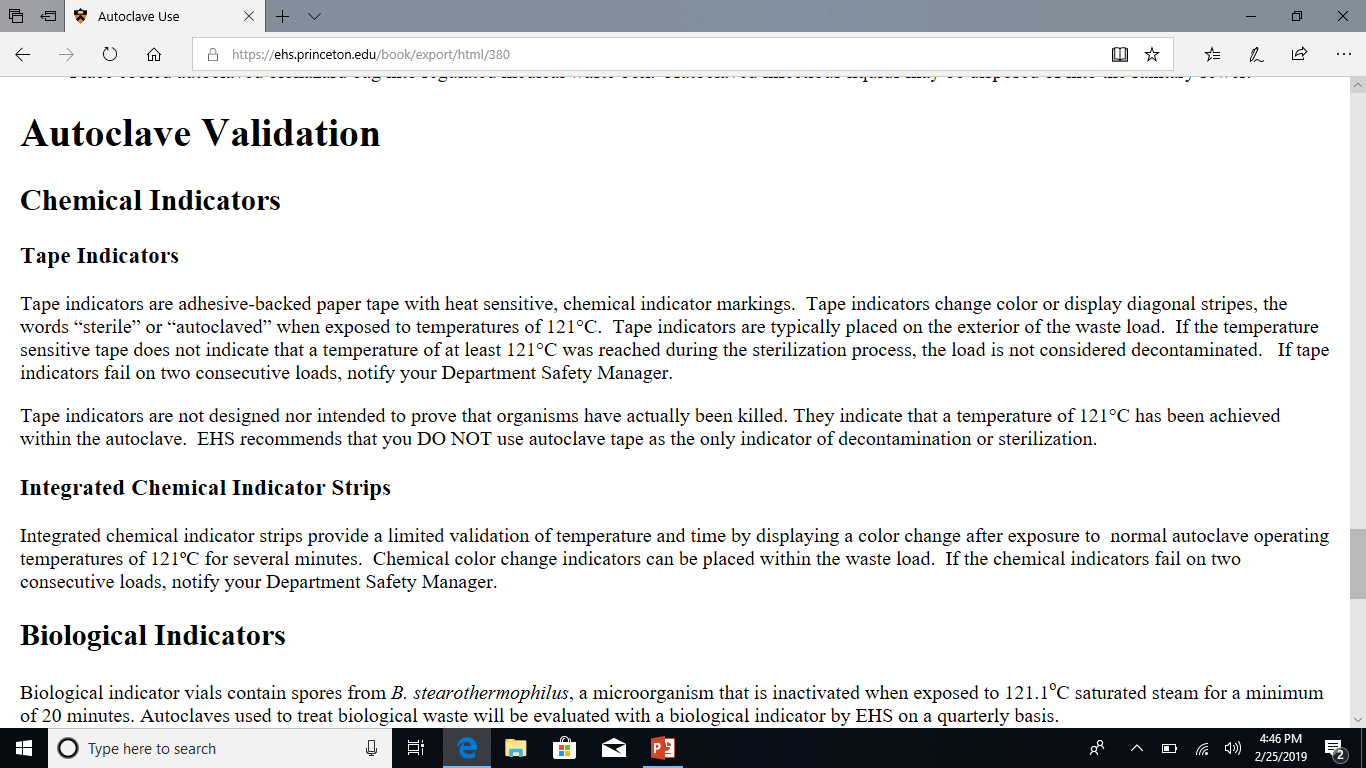 Autoclave Use
https://ehs.princeton.edu/book/export/html/380
Autoclave Validation
Chemical Indicators
Tape Indicators
Tape indicators are adhesive-backed paper tape with heat sensitive, chemical indicator markings.  Tape indicators change color or display diagonal stripes, the
words “sterile” or “autoclaved” when exposed to temperatures of 121°C.  Tape indicators are typically placed on the exterior of the waste load.  If the temperature
sensitive tape does not indicate that a temperature of at least 121°C was reached during the sterilization process, the load is not considered decontaminated.   If tape
indicators fail on two consecutive loads, notify your Department Safety Manager.
Tape indicators are not designed nor intended to prove that organisms have actually been killed. They indicate that a temperature of 121°C has been achieved
within the autoclave.  EHS recommends that you DO NOT use autoclave tape as the only indicator of decontamination or sterilization.
Integrated Chemical Indicator Strips
Integrated chemical indicator strips provide a limited validation of temperature and time by displaying a color change after exposure to  normal autoclave operating
temperatures of 121ºC for several minutes.  Chemical color change indicators can be placed within the waste load.  If the chemical indicators fail on two
consecutive loads, notify your Department Safety Manager.
Biological Indicators
Biological indicator vials contain spores from B. stearothermophilus, a microorganism that is inactivated when exposed to 121.1°C saturated steam for a minimum
of 20 minutes. Autoclaves used to treat biological waste will be evaluated with a biological indicator by EHS on a quarterly basis.
Type here to search
4:46 PM
2/25/2019
2